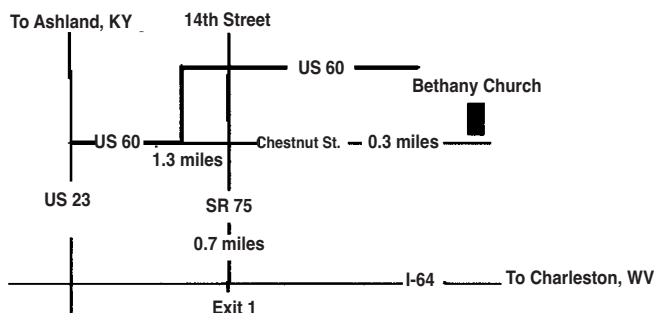 To Ashland, KY
14th Street
US 60
Bethany Church
US 60
Chestnut St.
0.3 miles
1.3 miles
US 23
SR 75
0.7 miles
I-64
To Charleston, WV
Exit 1